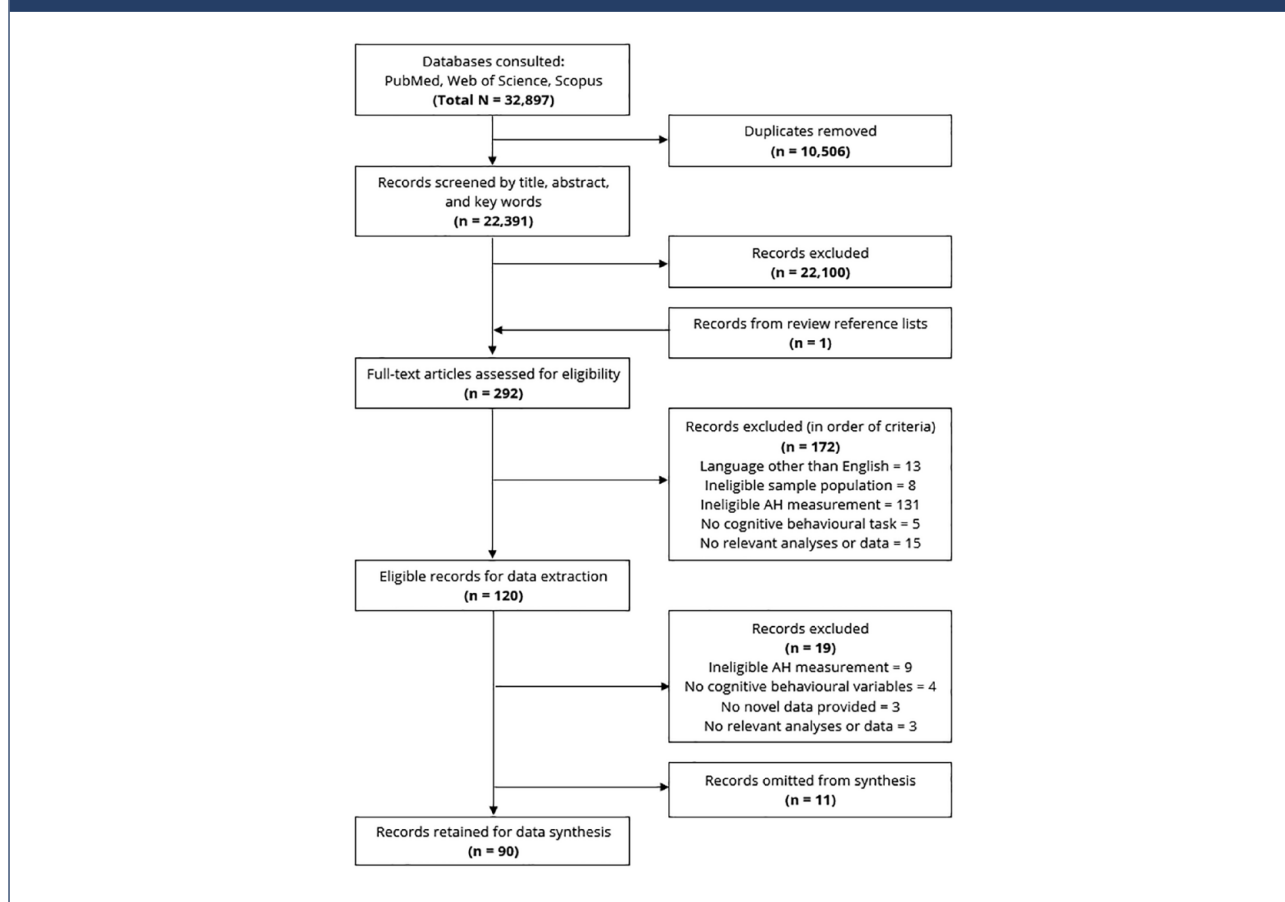 Databases consulted:
PubMed, Web of Science, Scopus
(Total N = 32,897)
Duplicates removed
(n = 10,506)
Records screened by title, abstract,
and key words
(n = 22,391)
Records excluded
(n = 22,100)
Records from review reference lists
(n = 1)
Full-text articles assessed for eligibility
(n = 292)
Records excluded (in order of criteria)
(n = 172)
Language other than English = 13
Ineligible sample population = 8
Ineligible AH measurement = 131
No cognitive behavioural task = 5
No relevant analyses or data = 15
Eligible records for data extraction
(n = 120)
Records excluded
(n = 19)
Ineligible AH measurement = 9
No cognitive behavioural variables = 4
No novel data provided = 3
No relevant analyses or data = 3
Records omitted from synthesis
(n = 11)
Records retained for data synthesis
(n = 90)